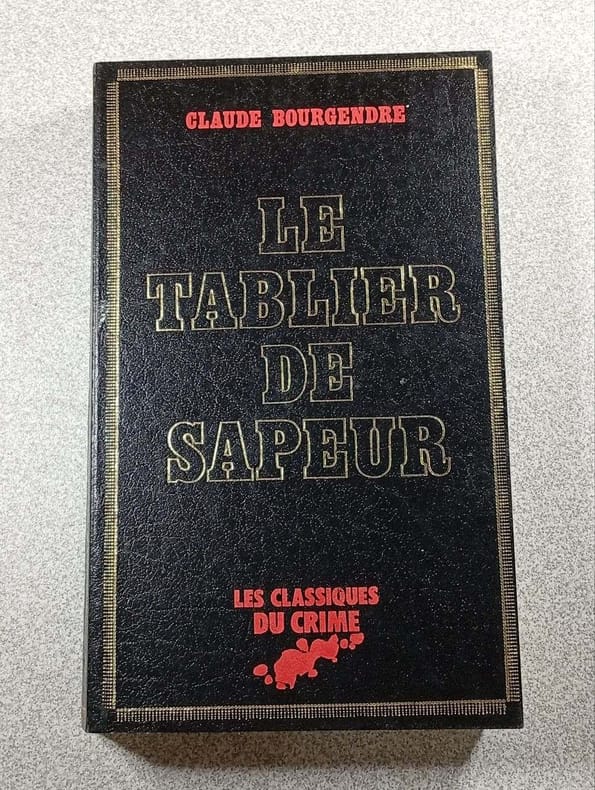 CLAUDE BOURGENDRE
LE
TABLIER
DE
SAPEUR
LES CLASSIQUES
DU CRIME